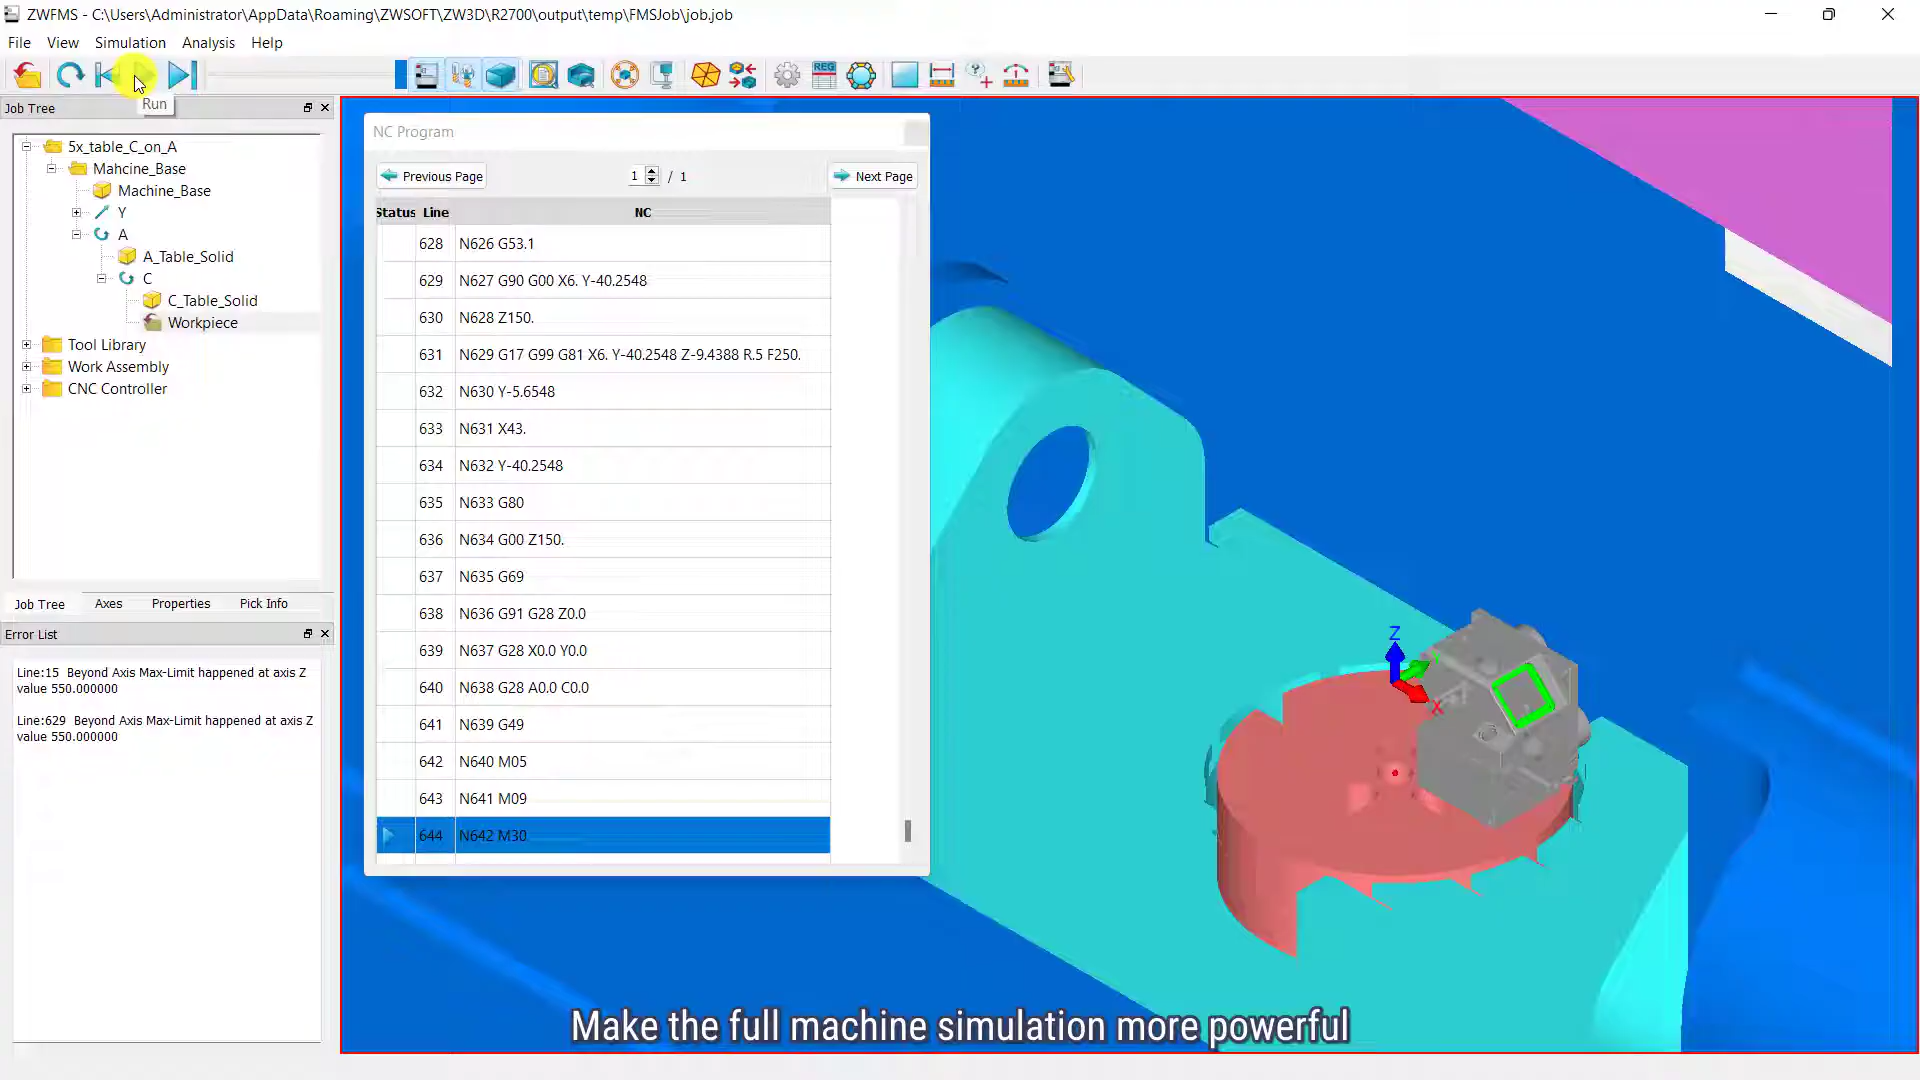 ZWFMS - C:\Users\Administrator\AppData\Roaming\ZWSOFT\ZW3D\R2700\output\temp\FMSJob\job.job
File View Simulation Analysis Help
REG
Run
Job Tree
5x_table_C_on_A
Mahcine_Base
Machine_Base
Y
A
A_Table_Solid
C
C_Table_Solid
Workpiece
Tool Library
Work Assembly
CNC Controller
Job Tree Axes Properties Pick Info
Error List
Line:15 Beyond Axis Max-Limit happened at axis Z
value 550.000000
Line:629 Beyond Axis Max-Limit happened at axis Z
value 550.000000
NC Program
Previous Page 1 / 1 Next Page
Status Line NC
628 N626 G53.1
629 N627 G90 G00 X6. Y-40.2548
630 N628 Z150.
631 N629 G17 G99 G81 X6. Y-40.2548 Z-9.4388 R.5 F250.
632 N630 Y-5.6548
633 N631 X43.
634 N632 Y-40.2548
635 N633 G80
636 N634 G00 Z150.
637 N635 G69
638 N636 G91 G28 Z0.0
639 N637 G28 X0.0 Y0.0
640 N638 G28 A0.0 C0.0
641 N639 G49
642 N640 M05
643 N641 M09
644 N642 M30
Z
Y
X
Make the full machine simulation more powerful